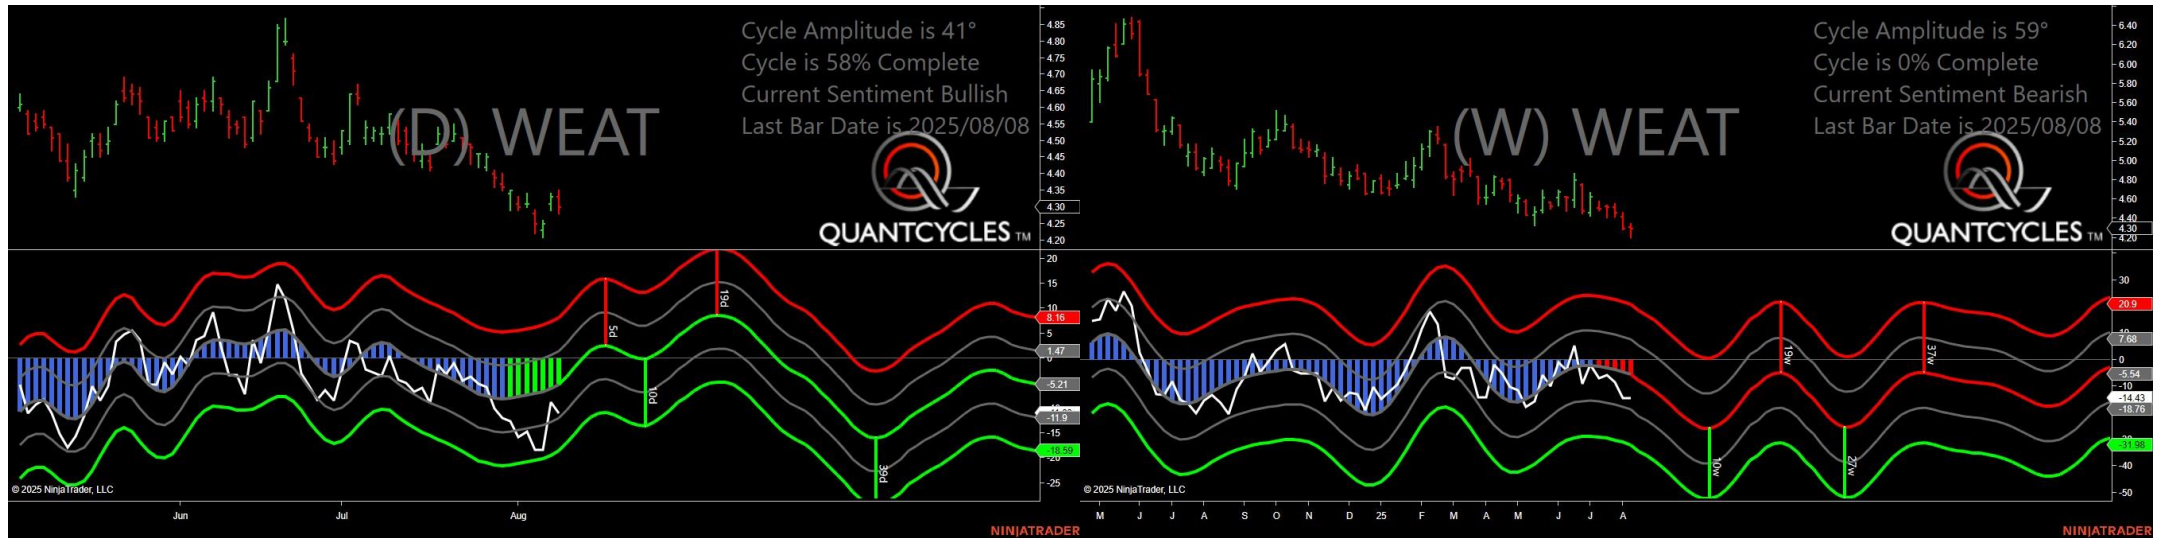 Cycle Amplitude is 41°
Cycle is 58% Complete
Current Sentiment Bullish
Last Bar Date is 2025/08/08
(D) WEAT
QUANTCYCLES TM
4.85
4.80
4.75
4.70
4.65
4.60
4.55
4.50
4.45
4.40
4.35
4.30
4.25
4.20
20
15
10
8.16
5
1.47
0
-5.21
-11.9
-15
-18.59
-20
-25
5d
10d
19d
39d
© 2025 NinjaTrader, LLC
Jun Jul Aug
NINJATRADER
Cycle Amplitude is 59°
Cycle is 0% Complete
Current Sentiment Bearish
Last Bar Date is 2025/08/08
(W) WEAT
QUANTCYCLES TM
6.40
6.20
6.00
5.80
5.60
5.40
5.20
5.00
4.80
4.60
4.40
4.30
4.20
30
20.9
10
7.68
0
-5.54
-10
-14.43
-18.76
-31.98
-40
-50
10w
19w
27w
37w
© 2025 NinjaTrader, LLC
M J J A S O N D 25 F M A M J J A
NINJATRADER